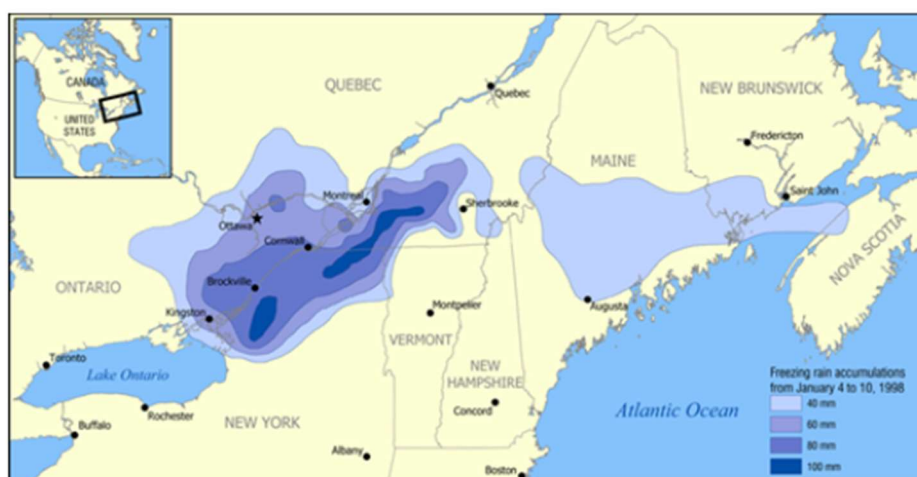 CANADA
UNITED
STATES
QUEBEC
Quebec
NEW BRUNSWICK
Fredericton
MAINE
Saint John
Montreal
Sherbrooke
Ottawa
Cornwall
NOVA SCOTIA
ONTARIO
Brockville
Kingston
Augusta
Montpelier
VERMONT
Toronto
Lake Ontario
NEW
HAMPSHIRE
Concord
Rochester
Buffalo
NEW YORK
Albany
Boston
Atlantic Ocean
Freezing rain accumulations
from January 4 to 10, 1998
40 mm
60 mm
80 mm
100 mm